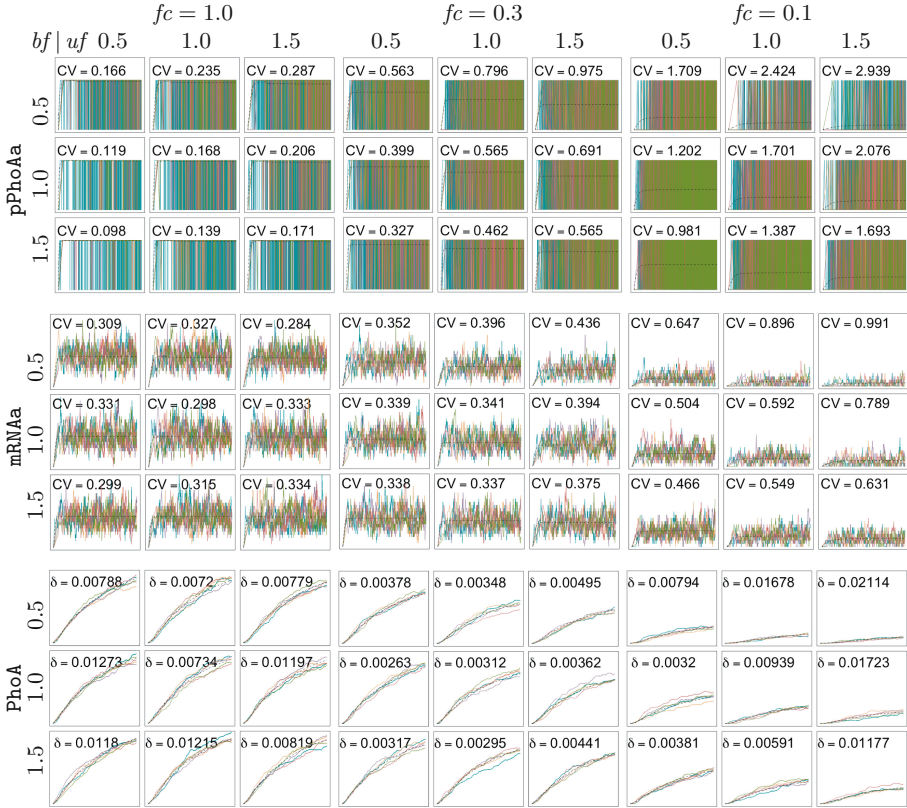 fc = 1.0 fc = 0.3 fc = 0.1
bf | uf 0.5 1.0 1.5 0.5 1.0 1.5 0.5 1.0 1.5
pPhoAa
0.5 CV = 0.166 CV = 0.235 CV = 0.287 CV = 0.563 CV = 0.796 CV = 0.975 CV = 1.709 CV = 2.424 CV = 2.939
1.0 CV = 0.119 CV = 0.168 CV = 0.206 CV = 0.399 CV = 0.565 CV = 0.691 CV = 1.202 CV = 1.701 CV = 2.076
1.5 CV = 0.098 CV = 0.139 CV = 0.171 CV = 0.327 CV = 0.462 CV = 0.565 CV = 0.981 CV = 1.387 CV = 1.693
mRNAa
0.5 CV = 0.309 CV = 0.327 CV = 0.284 CV = 0.352 CV = 0.396 CV = 0.436 CV = 0.647 CV = 0.896 CV = 0.991
1.0 CV = 0.331 CV = 0.298 CV = 0.333 CV = 0.339 CV = 0.341 CV = 0.394 CV = 0.504 CV = 0.592 CV = 0.789
1.5 CV = 0.299 CV = 0.315 CV = 0.334 CV = 0.338 CV = 0.337 CV = 0.375 CV = 0.466 CV = 0.549 CV = 0.631
PhoA
0.5 δ = 0.00788 δ = 0.0072 δ = 0.00779 δ = 0.00378 δ = 0.00348 δ = 0.00495 δ = 0.00794 δ = 0.01678 δ = 0.02114
1.0 δ = 0.01273 δ = 0.00734 δ = 0.01197 δ = 0.00263 δ = 0.00312 δ = 0.00362 δ = 0.0032 δ = 0.00939 δ = 0.01723
1.5 δ = 0.0118 δ = 0.01215 δ = 0.00819 δ = 0.00317 δ = 0.00295 δ = 0.00441 δ = 0.00381 δ = 0.00591 δ = 0.01177